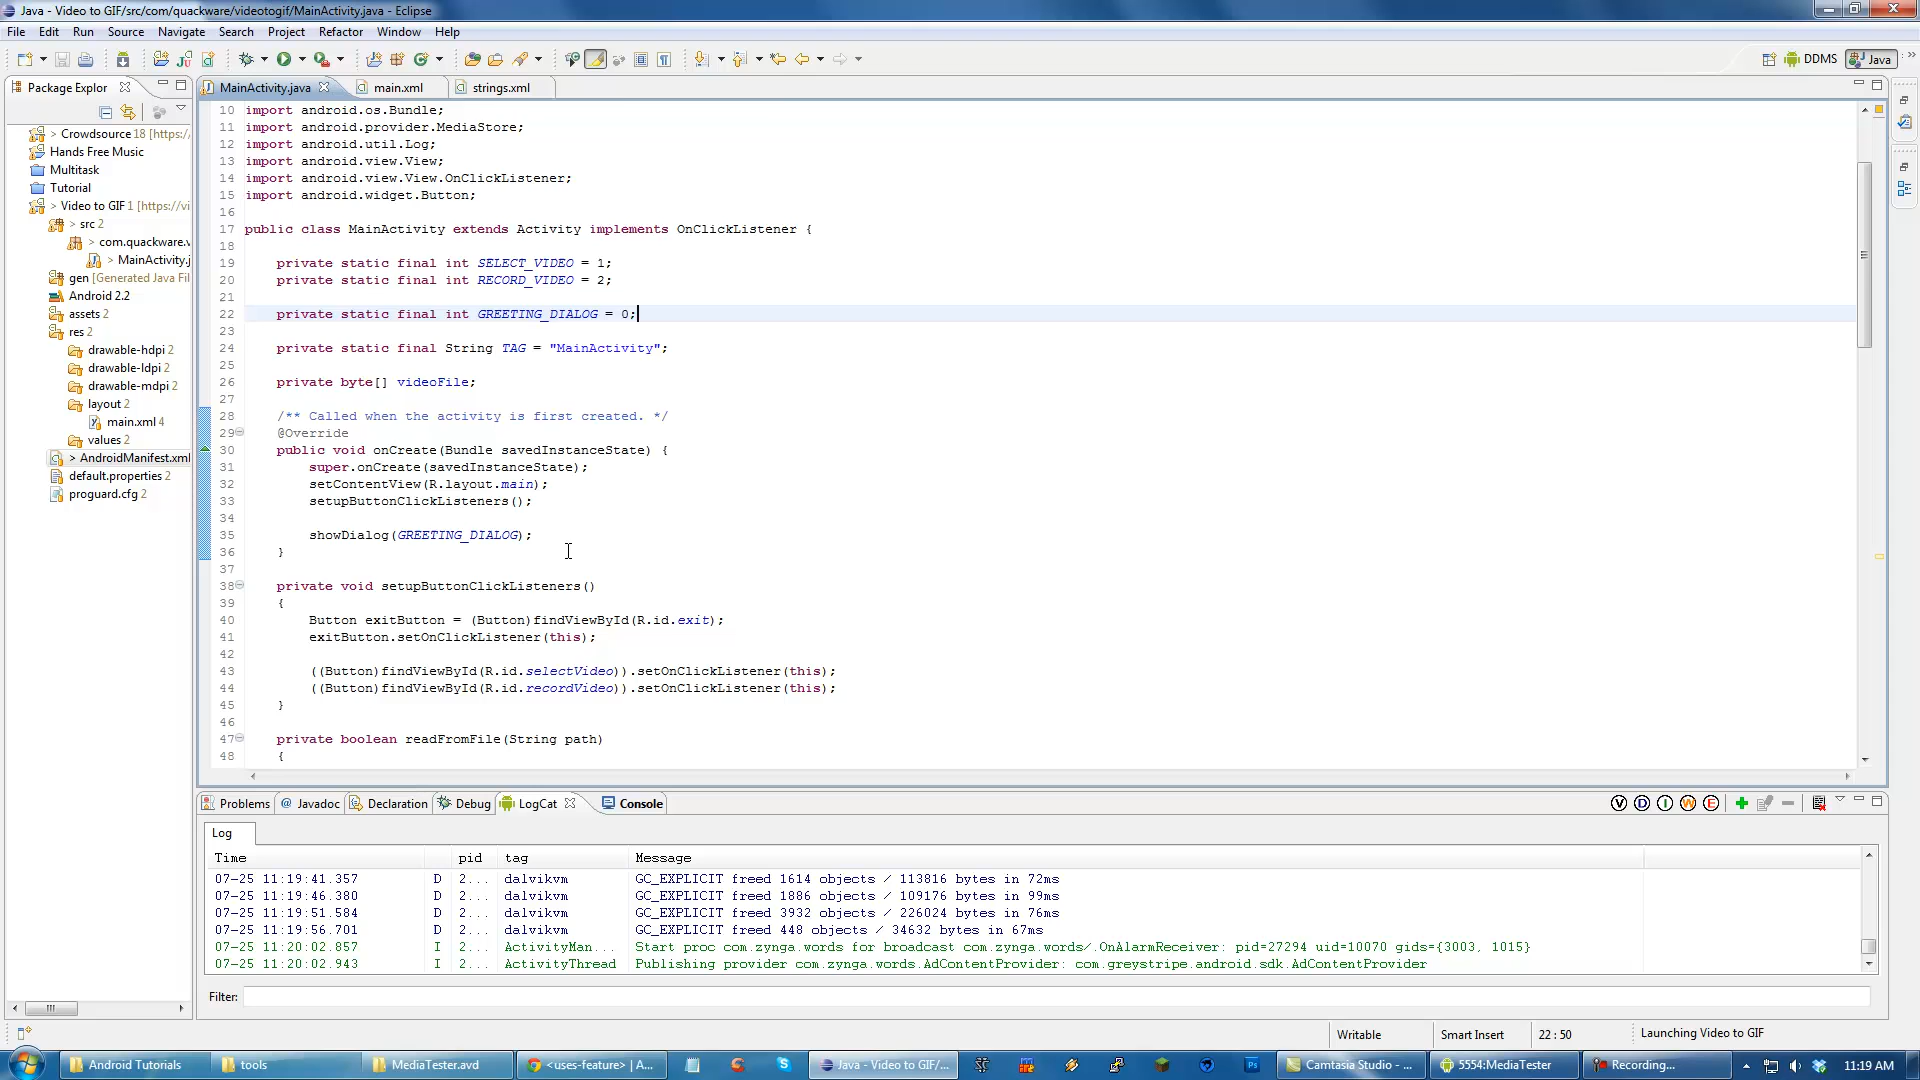 Java - Video to GIF/src/com/quackware/videotogif/MainActivity.java - Eclipse
File Edit Run Source Navigate Search Project Refactor Window Help
DDMS Java
Package Explor
MainActivity.java main.xml strings.xml
> Crowdsource 18 [https:/
Hands Free Music
Multitask
Tutorial
> Video to GIF 1 [https://vi
> src 2
> com.quackware.v
> MainActivity.j
gen [Generated Java Fil
Android 2.2
assets 2
res 2
drawable-hdpi 2
drawable-ldpi 2
drawable-mdpi 2
layout 2
main.xml 4
values 2
> AndroidManifest.xml
default.properties 2
proguard.cfg 2
10 import android.os.Bundle;
11 import android.provider.MediaStore;
12 import android.util.Log;
13 import android.view.View;
14 import android.view.View.OnClickListener;
15 import android.widget.Button;
16
17 public class MainActivity extends Activity implements OnClickListener {
18
19 private static final int SELECT_VIDEO = 1;
20 private static final int RECORD_VIDEO = 2;
21
22 private static final int GREETING_DIALOG = 0;
23
24 private static final String TAG = "MainActivity";
25
26 private byte[] videoFile;
27
28 /** Called when the activity is first created. */
29 @Override
30 public void onCreate(Bundle savedInstanceState) {
31 super.onCreate(savedInstanceState);
32 setContentView(R.layout.main);
33 setupButtonClickListeners();
34
35 showDialog(GREETING_DIALOG);
36 }
37
38 private void setupButtonClickListeners()
39 {
40 Button exitButton = (Button)findViewById(R.id.exit);
41 exitButton.setOnClickListener(this);
42
43 ((Button)findViewById(R.id.selectVideo)).setOnClickListener(this);
44 ((Button)findViewById(R.id.recordVideo)).setOnClickListener(this);
45 }
46
47 private boolean readFromFile(String path)
48 {
Problems @ Javadoc Declaration Debug LogCat Console
V D I W E
Log
Time pid tag Message
07-25 11:19:41.357 D 2... dalvikvm GC_EXPLICIT freed 1614 objects / 113816 bytes in 72ms
07-25 11:19:46.380 D 2... dalvikvm GC_EXPLICIT freed 1886 objects / 109176 bytes in 99ms
07-25 11:19:51.584 D 2... dalvikvm GC_EXPLICIT freed 3932 objects / 226024 bytes in 76ms
07-25 11:19:56.701 D 2... dalvikvm GC_EXPLICIT freed 448 objects / 34632 bytes in 67ms
07-25 11:20:02.857 I 2... ActivityMan... Start proc com.zynga.words for broadcast com.zynga.words/.OnAlarmReceiver: pid=27294 uid=10070 gids={3003, 1015}
07-25 11:20:02.943 I 2... ActivityThread Publishing provider com.zynga.words.AdContentProvider: com.greystripe.android.sdk.AdContentProvider
Filter:
Writable Smart Insert 22 : 50 Launching Video to GIF
Android Tutorials tools MediaTester.avd <uses-feature> | A... Java - Video to GIF/... Ps Camtasia Studio - ... 5554:MediaTester Recording... 11:19 AM